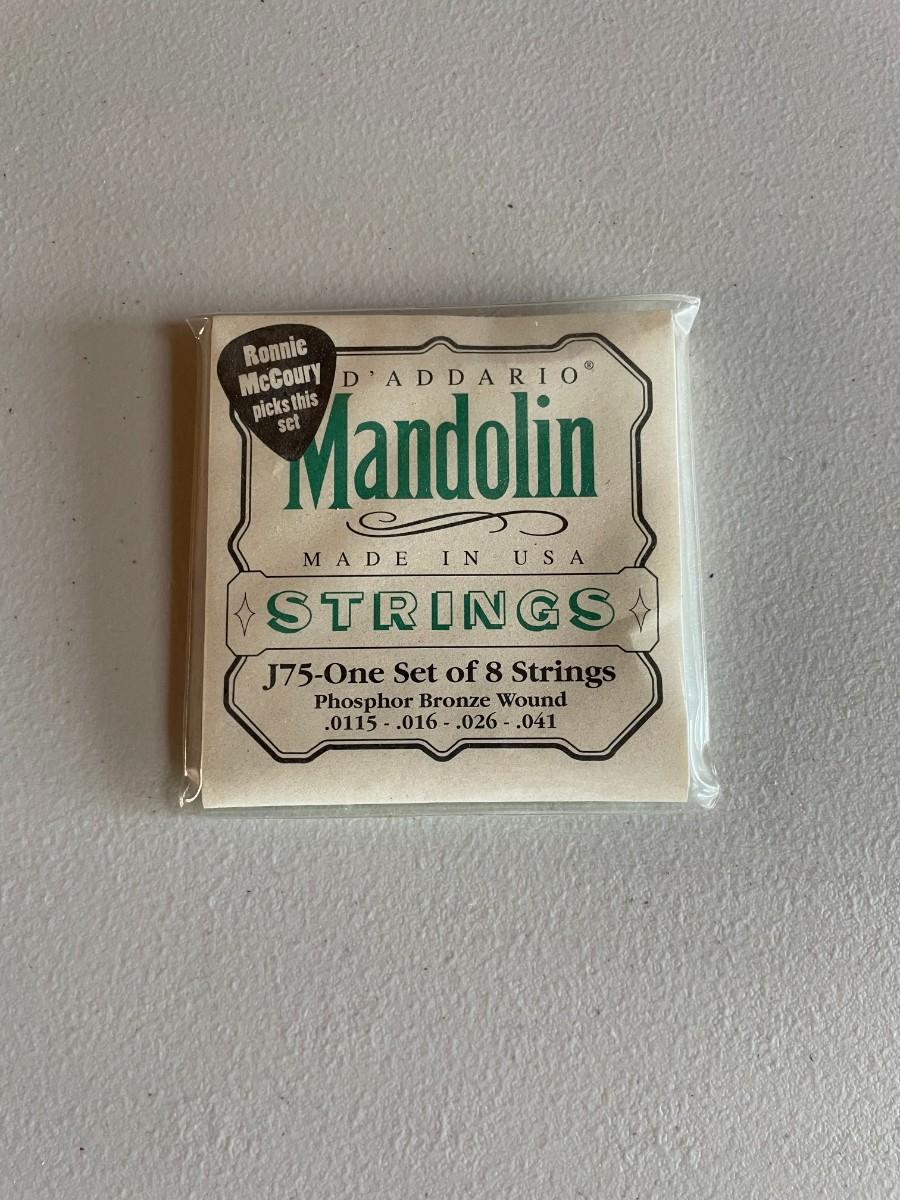 Ronnie
McCoury
picks this
set
D'ADDARIO®
Mandolin
MADE IN USA
STRINGS
J75-One Set of 8 Strings
Phosphor Bronze Wound
.0115 - .016 - .026 - .041